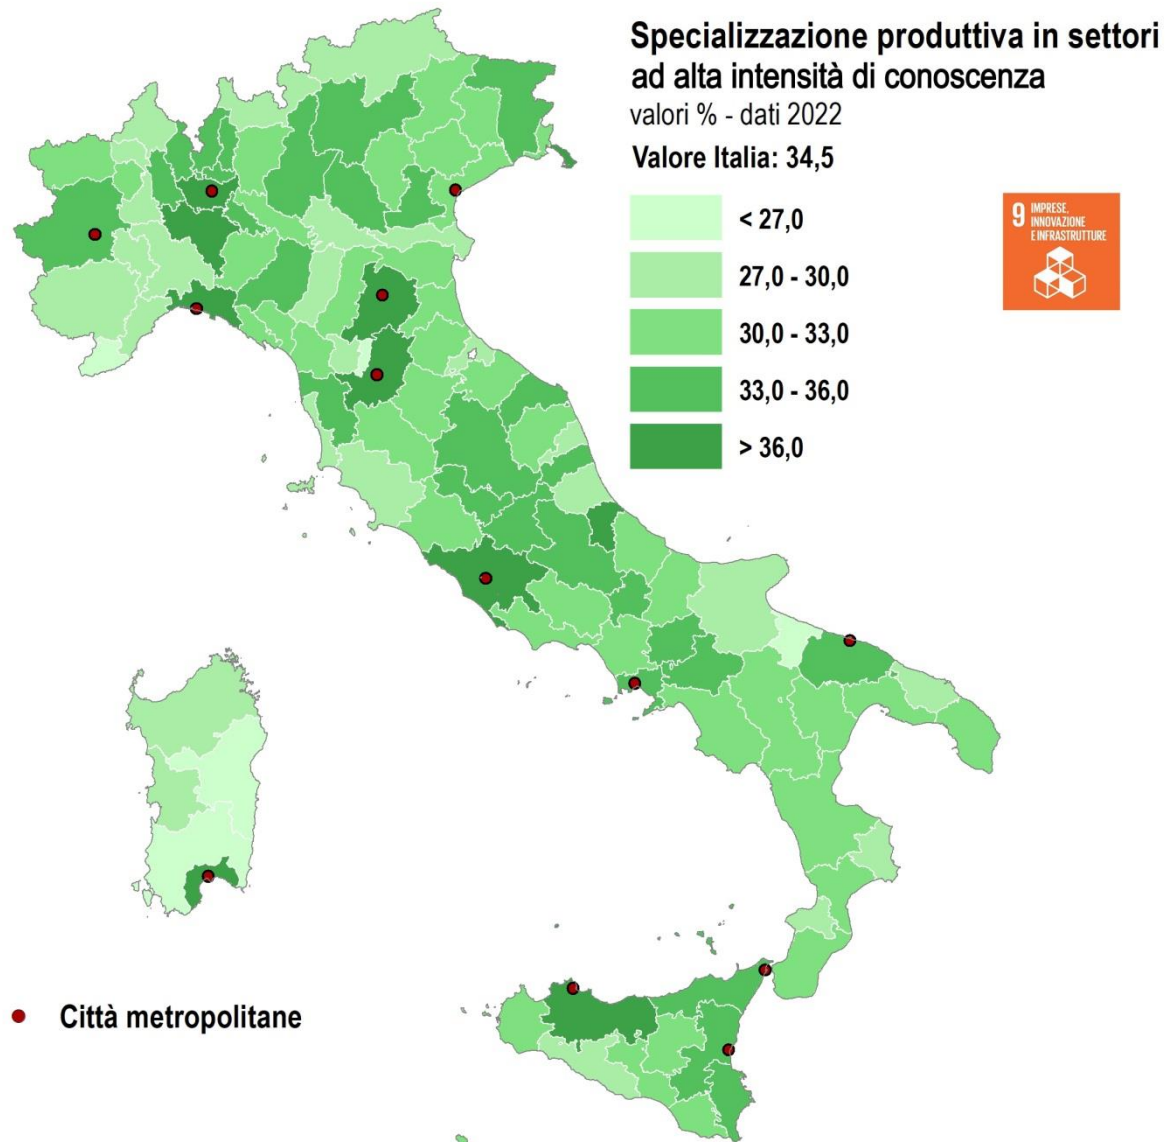 Specializzazione produttiva in settori
ad alta intensità di conoscenza
valori % - dati 2022
Valore Italia: 34,5
< 27,0
27,0 - 30,0
30,0 - 33,0
33,0 - 36,0
> 36,0
9 IMPRESE,
INNOVAZIONE
E INFRASTRUTTURE
Città metropolitane